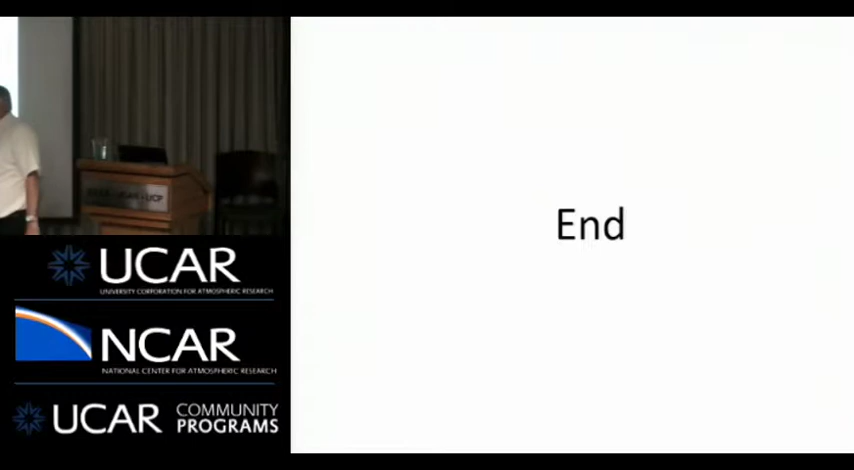 UCAR
UNIVERSITY CORPORATION FOR ATMOSPHERIC RESEARCH
NCAR
NATIONAL CENTER FOR ATMOSPHERIC RESEARCH
UCAR COMMUNITY
PROGRAMS
End